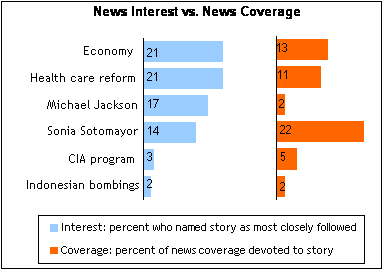 News Interest vs. News Coverage
Economy 21 13
Health care reform 21 11
Michael Jackson 17 2
Sonia Sotomayor 14 22
CIA program 3 5
Indonesian bombings 2 2
Interest: percent who named story as most closely followed
Coverage: percent of news coverage devoted to story